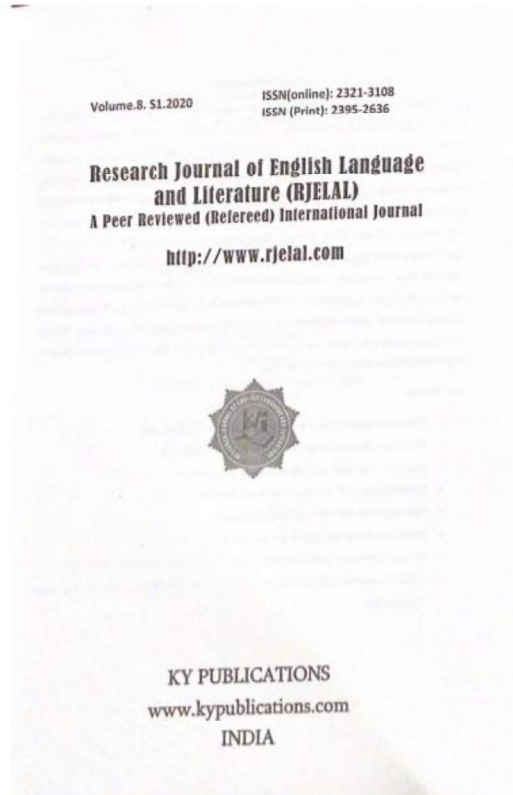 Volume.8. S1.2020
ISSN(online): 2321-3108
ISSN (Print): 2395-2636
Research Journal of English Language
and Literature (RJELAL)
A Peer Reviewed (Refereed) International Journal
http://www.rjelal.com
KY PUBLICATIONS
www.kypublications.com
INDIA